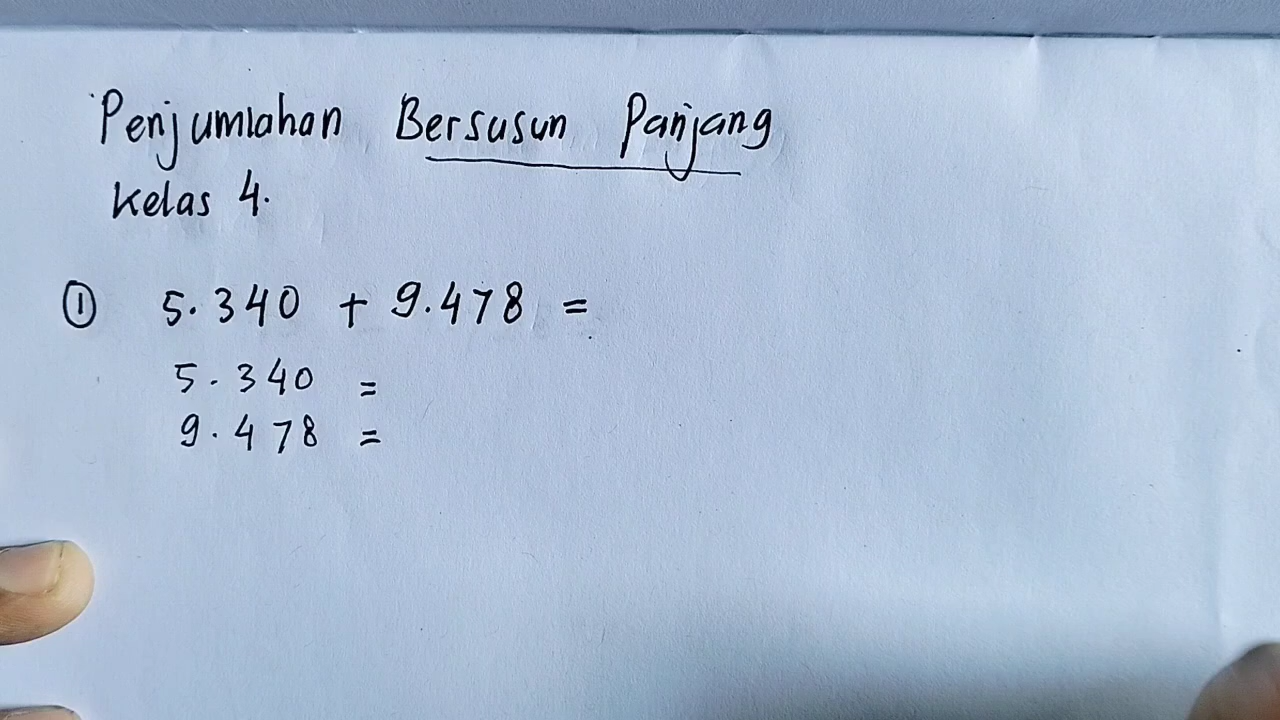 Penjumlahan Bersusun Panjang
Kelas 4.
① 5.340 + 9.478 =
5.340 =
9.478 =